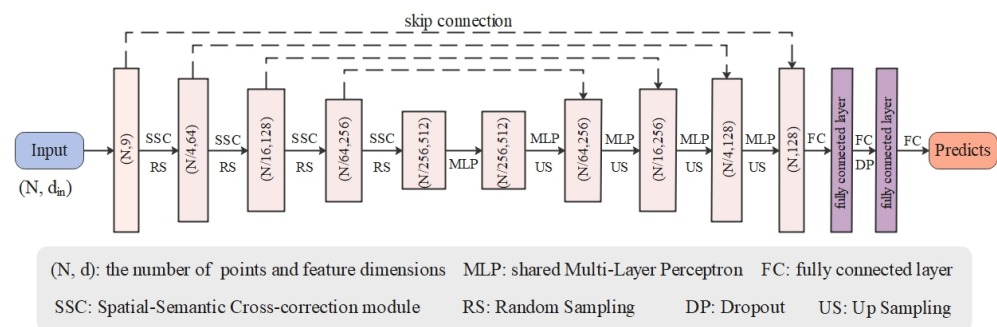 skip connection
Input
(N, d_in)
(N,9)
SSC
RS
(N/4,64)
SSC
RS
(N/16,128)
SSC
RS
(N/64,256)
SSC
RS
(N/256,512)
MLP
(N/256,512)
MLP
US
(N/64,256)
MLP
US
(N/16,256)
MLP
US
(N/4,128)
MLP
US
(N,128)
FC
fully connected layer
FC
DP
fully connected layer
FC
Predicts
(N, d): the number of points and feature dimensions MLP: shared Multi-Layer Perceptron FC: fully connected layer
SSC: Spatial-Semantic Cross-correction module RS: Random Sampling DP: Dropout US: Up Sampling